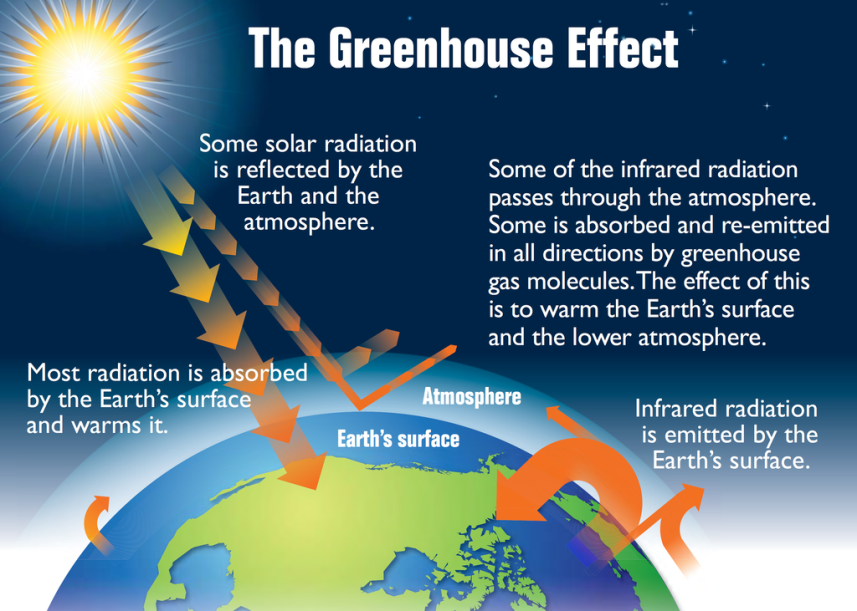 The Greenhouse Effect
Some solar radiation
is reflected by the
Earth and the
atmosphere.
Some of the infrared radiation
passes through the atmosphere.
Some is absorbed and re-emitted
in all directions by greenhouse
gas molecules. The effect of this
is to warm the Earth's surface
and the lower atmosphere.
Most radiation is absorbed
by the Earth's surface
and warms it.
Atmosphere
Earth's surface
Infrared radiation
is emitted by the
Earth's surface.